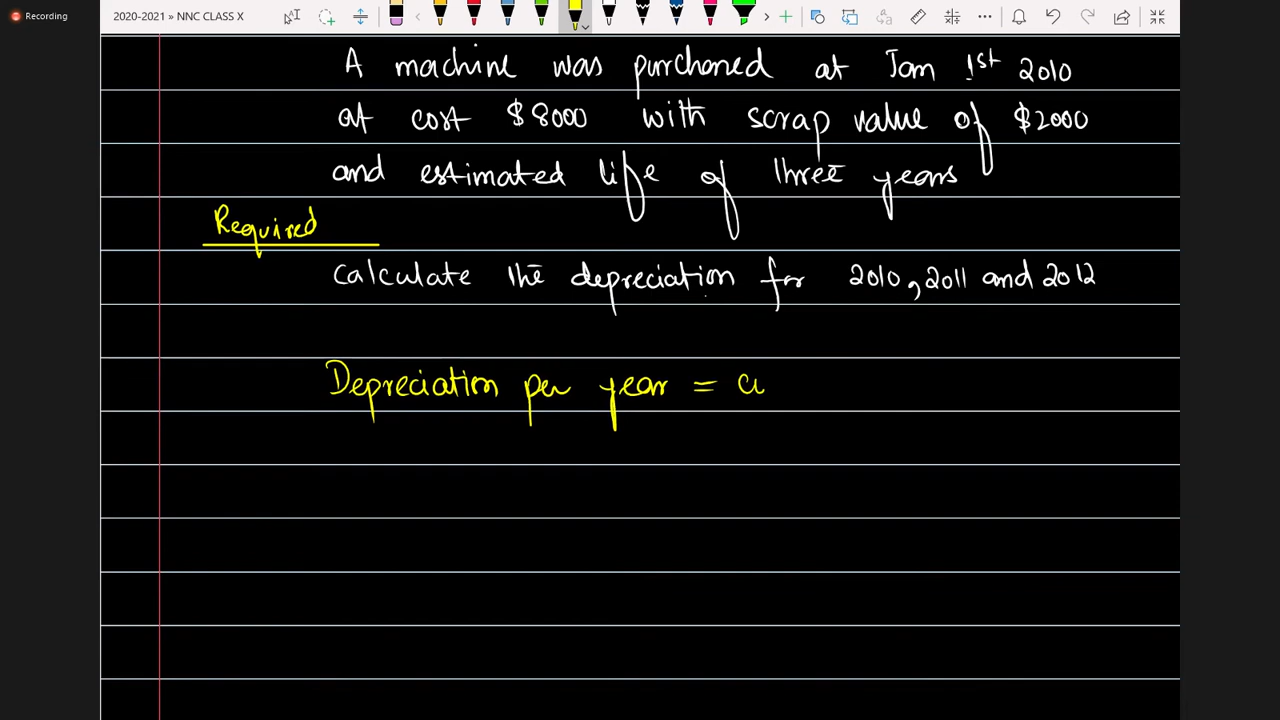 Recording
2020-2021 » NNC CLASS X
A machine was purchased at Jan 1st 2010
at cost $8000 with scrap value of $2000
and estimated life of three years
Required
Calculate the depreciation for 2010, 2011 and 2012
Depreciation per year =